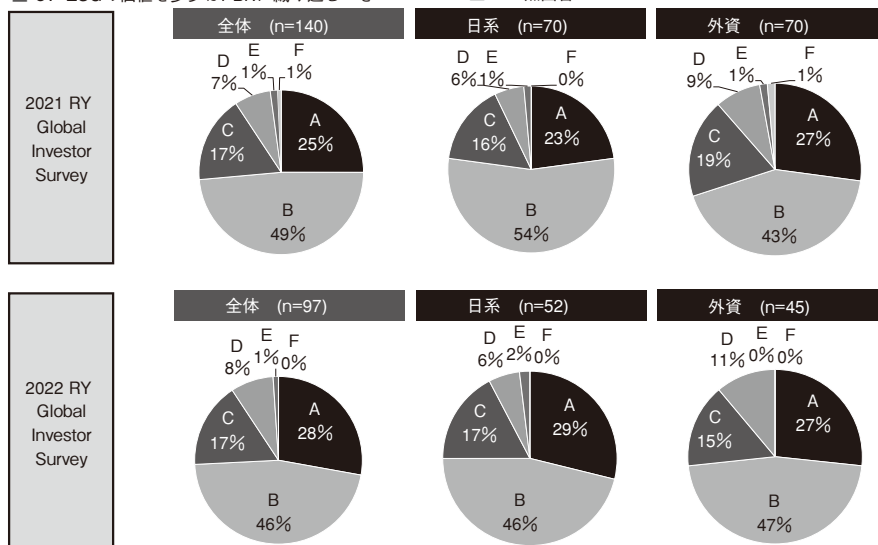 全体 (n=140)
日系 (n=70)
外資 (n=70)
2021 RY
Global
Investor
Survey
D
7%
E
1%
F
1%
C
17%
A
25%
B
49%
D
6%
E
1%
F
0%
C
16%
A
23%
B
54%
D
9%
E
1%
F
1%
C
19%
A
27%
B
43%
全体 (n=97)
日系 (n=52)
外資 (n=45)
2022 RY
Global
Investor
Survey
D
8%
E
1%
F
0%
C
17%
A
28%
B
46%
D
6%
E
2%
F
0%
C
17%
A
29%
B
46%
D
11%
E
0%
F
0%
C
15%
A
27%
B
47%